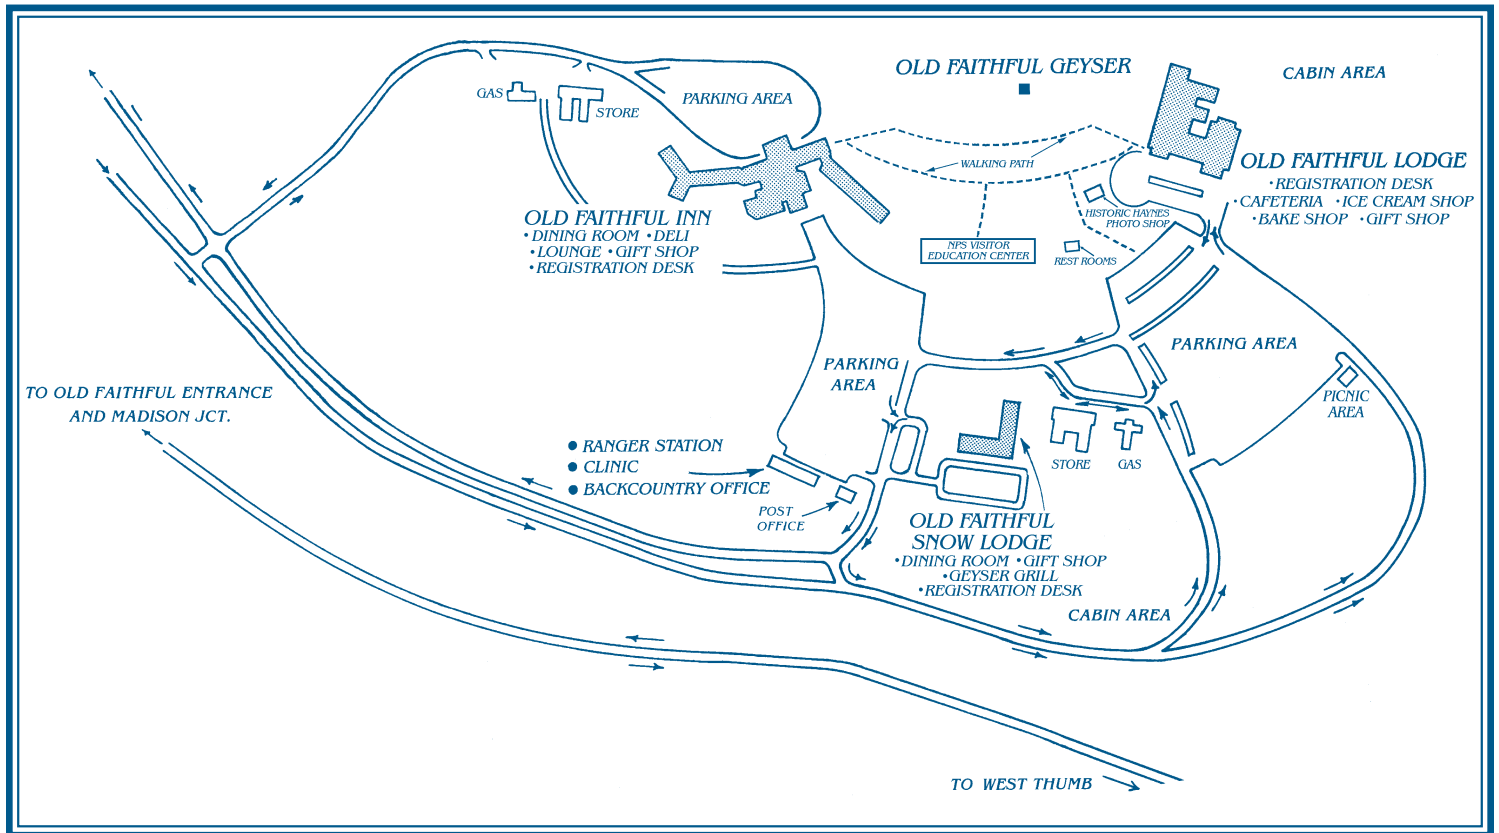 OLD FAITHFUL GEYSER
CABIN AREA
GAS
STORE
PARKING AREA
WALKING PATH
OLD FAITHFUL LODGE
•REGISTRATION DESK
•CAFETERIA •ICE CREAM SHOP
•BAKE SHOP •GIFT SHOP
HISTORIC HAYNES
PHOTO SHOP
OLD FAITHFUL INN
•DINING ROOM •DELI
•LOUNGE •GIFT SHOP
•REGISTRATION DESK
NPS VISITOR
EDUCATION CENTER
REST ROOMS
PARKING AREA
PARKING
AREA
TO OLD FAITHFUL ENTRANCE
AND MADISON JCT.
PICNIC
AREA
• RANGER STATION
• CLINIC
• BACKCOUNTRY OFFICE
STORE
GAS
POST
OFFICE
OLD FAITHFUL
SNOW LODGE
•DINING ROOM •GIFT SHOP
•GEYSER GRILL
•REGISTRATION DESK
CABIN AREA
TO WEST THUMB